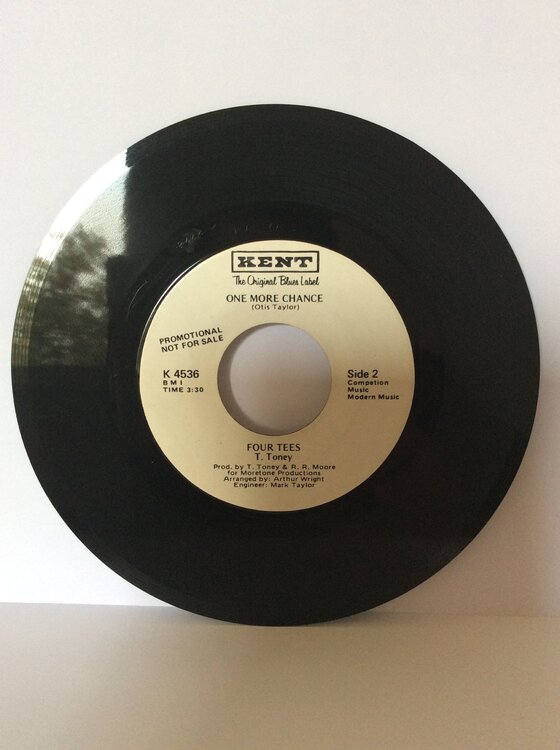 KENT
The Original Blues Label
ONE MORE CHANCE
(Otis Taylor)
PROMOTIONAL
NOT FOR SALE
K 4536
BMI
TIME 3:30
Side 2
Competion
Music
Modern Music
FOUR TEES
T. Toney
Prod. by T. Toney & R. R. Moore
for Moretone Productions
Arranged by: Arthur Wright
Engineer: Mark Taylor